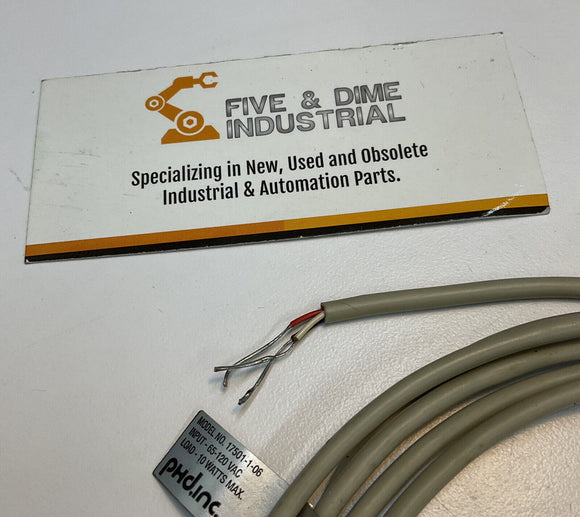 FIVE & DIME
INDUSTRIAL
Specializing in New, Used and Obsolete
Industrial & Automation Parts.
MODEL NO. 17501-1-06
INPUT - 65-120 VAC
LOAD - 10 WATTS MAX.
PHd,inc.